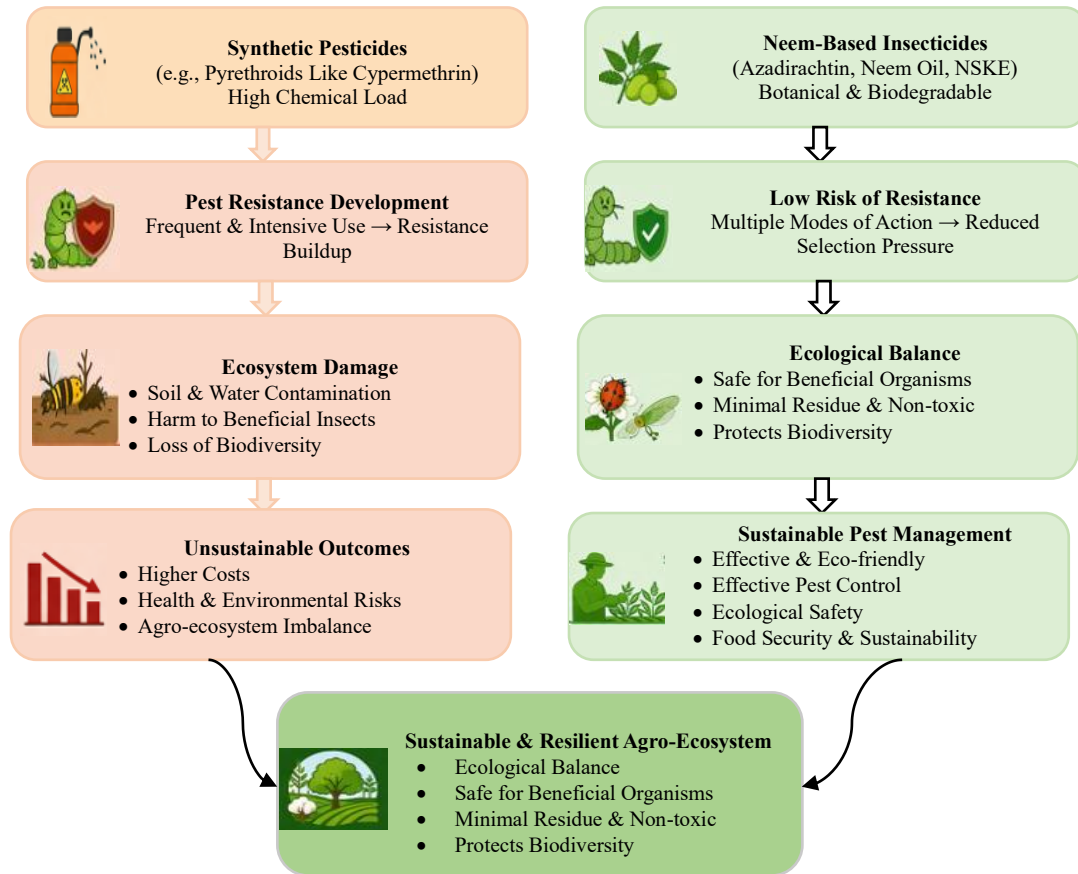 Synthetic Pesticides
(e.g., Pyrethroids Like Cypermethrin)
High Chemical Load
Pest Resistance Development
Frequent & Intensive Use → Resistance
Buildup
Ecosystem Damage
• Soil & Water Contamination
• Harm to Beneficial Insects
• Loss of Biodiversity
Unsustainable Outcomes
• Higher Costs
• Health & Environmental Risks
• Agro-ecosystem Imbalance
Neem-Based Insecticides
(Azadirachtin, Neem Oil, NSKE)
Botanical & Biodegradable
Low Risk of Resistance
Multiple Modes of Action → Reduced
Selection Pressure
Ecological Balance
• Safe for Beneficial Organisms
• Minimal Residue & Non-toxic
• Protects Biodiversity
Sustainable Pest Management
• Effective & Eco-friendly
• Effective Pest Control
• Ecological Safety
• Food Security & Sustainability
Sustainable & Resilient Agro-Ecosystem
• Ecological Balance
• Safe for Beneficial Organisms
• Minimal Residue & Non-toxic
• Protects Biodiversity